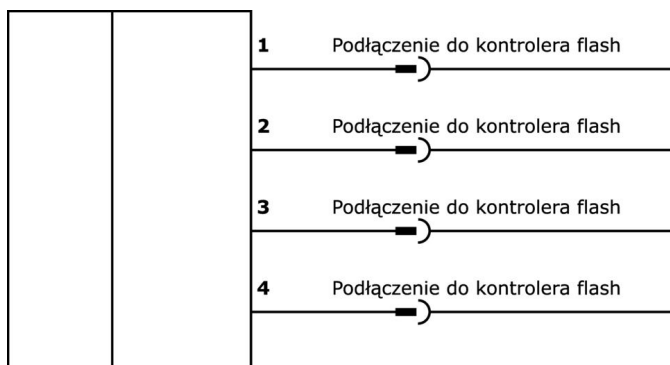 1 Podłączenie do kontrolera flash
2 Podłączenie do kontrolera flash
3 Podłączenie do kontrolera flash
4 Podłączenie do kontrolera flash